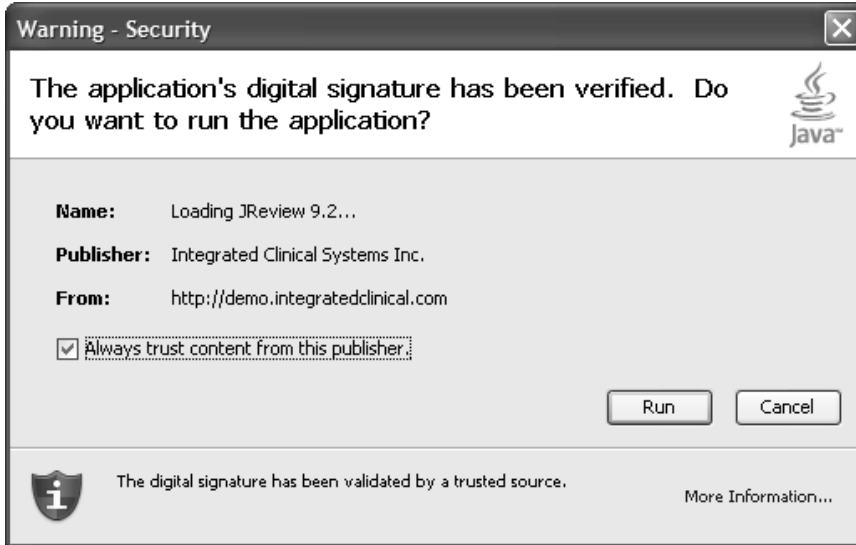 Warning - Security
The application's digital signature has been verified. Do
you want to run the application?
Java™
Name: Loading JReview 9.2...
Publisher: Integrated Clinical Systems Inc.
From: http://demo.integratedclinical.com
Always trust content from this publisher.
Run Cancel
The digital signature has been validated by a trusted source.
More Information...